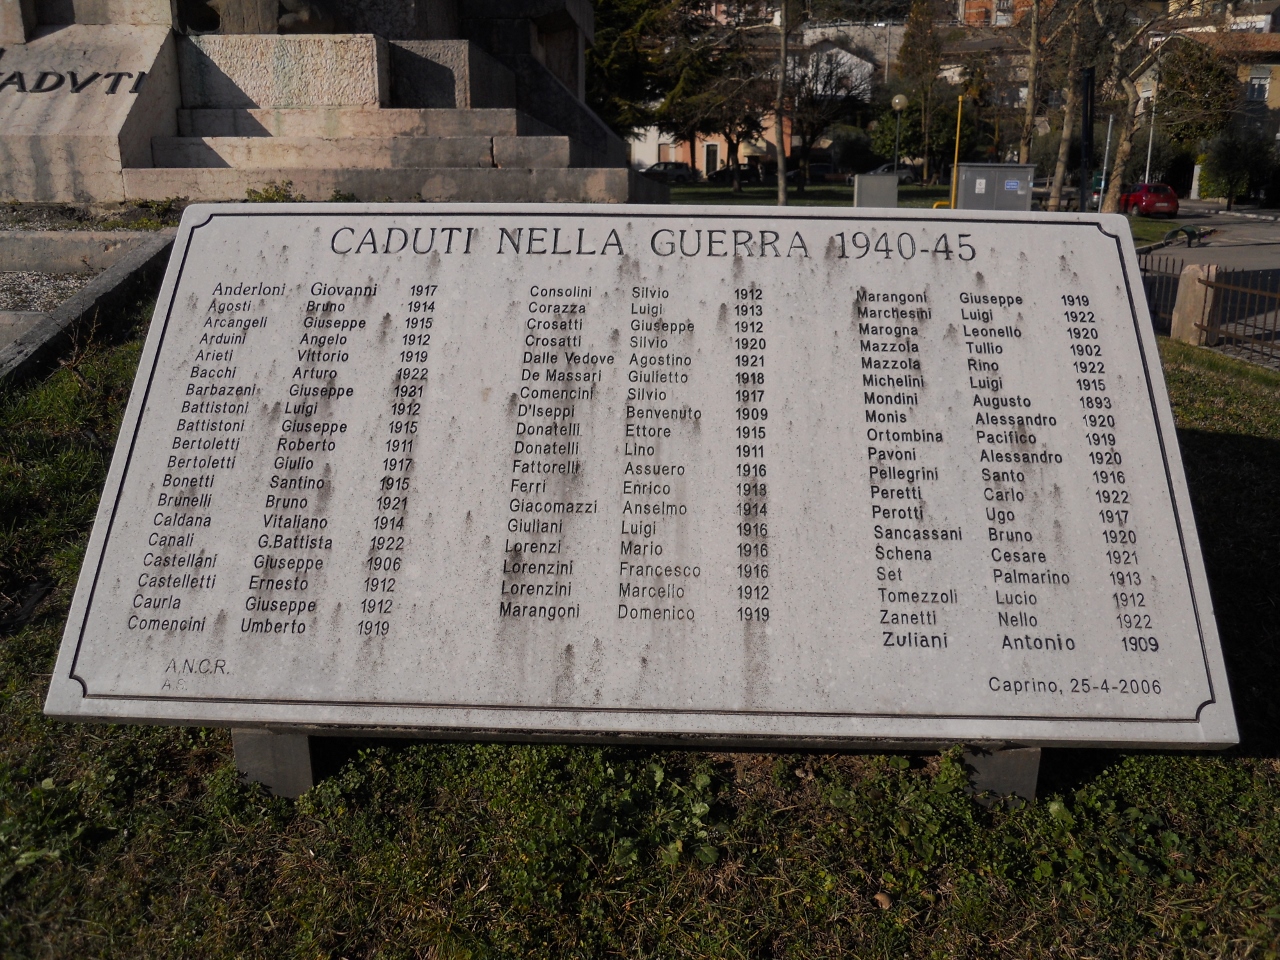 CADUTI
CADUTI NELLA GUERRA 1940-45
Anderloni Giovanni 1917
Agosti Bruno 1914
Arcangeli Giuseppe 1915
Arduini Angelo 1912
Arieti Vittorio 1919
Bacchi Arturo 1922
Barbazeni Giuseppe 1921
Battistoni Luigi 1912
Battistoni Giuseppe 1915
Bertoletti Roberto 1911
Bertoletti Giulio 1917
Bonetti Santino 1915
Brunelli Bruno 1921
Caldana Vitaliano 1914
Canali G.Battista 1922
Castellani Giuseppe 1906
Castelletti Ernesto 1912
Caurla Giuseppe 1912
Comencini Umberto 1919
Consolini Silvio 1912
Corazza Luigi 1913
Crosatti Giuseppe 1912
Crosatti Silvio 1920
Dalle Vedove Agostino 1921
De Massari Giulietto 1918
Comencini Silvio 1917
D'Iseppi Benvenuto 1909
Donatelli Ettore 1915
Donatelli Lino 1911
Fattorelli Assuero 1916
Ferri Enrico 1918
Giacomazzi Anselmo 1914
Giuliani Luigi 1916
Lorenzi Mario 1916
Lorenzini Francesco 1916
Lorenzini Marcello 1912
Marangoni Domenico 1919
Marangoni Giuseppe 1919
Marchesini Luigi 1922
Marogna Leonello 1920
Mazzola Tullio 1902
Mazzola Rino 1922
Michelini Luigi 1915
Mondini Augusto 1893
Monis Alessandro 1920
Ortombina Pacifico 1919
Pavoni Alessandro 1920
Pellegrini Santo 1916
Peretti Carlo 1922
Perotti Ugo 1917
Sancassani Bruno 1920
Schena Cesare 1921
Set Palmarino 1913
Tomezzoli Lucio 1912
Zanetti Nello 1922
Zuliani Antonio 1909
A.N.C.R.
Caprino, 25-4-2006